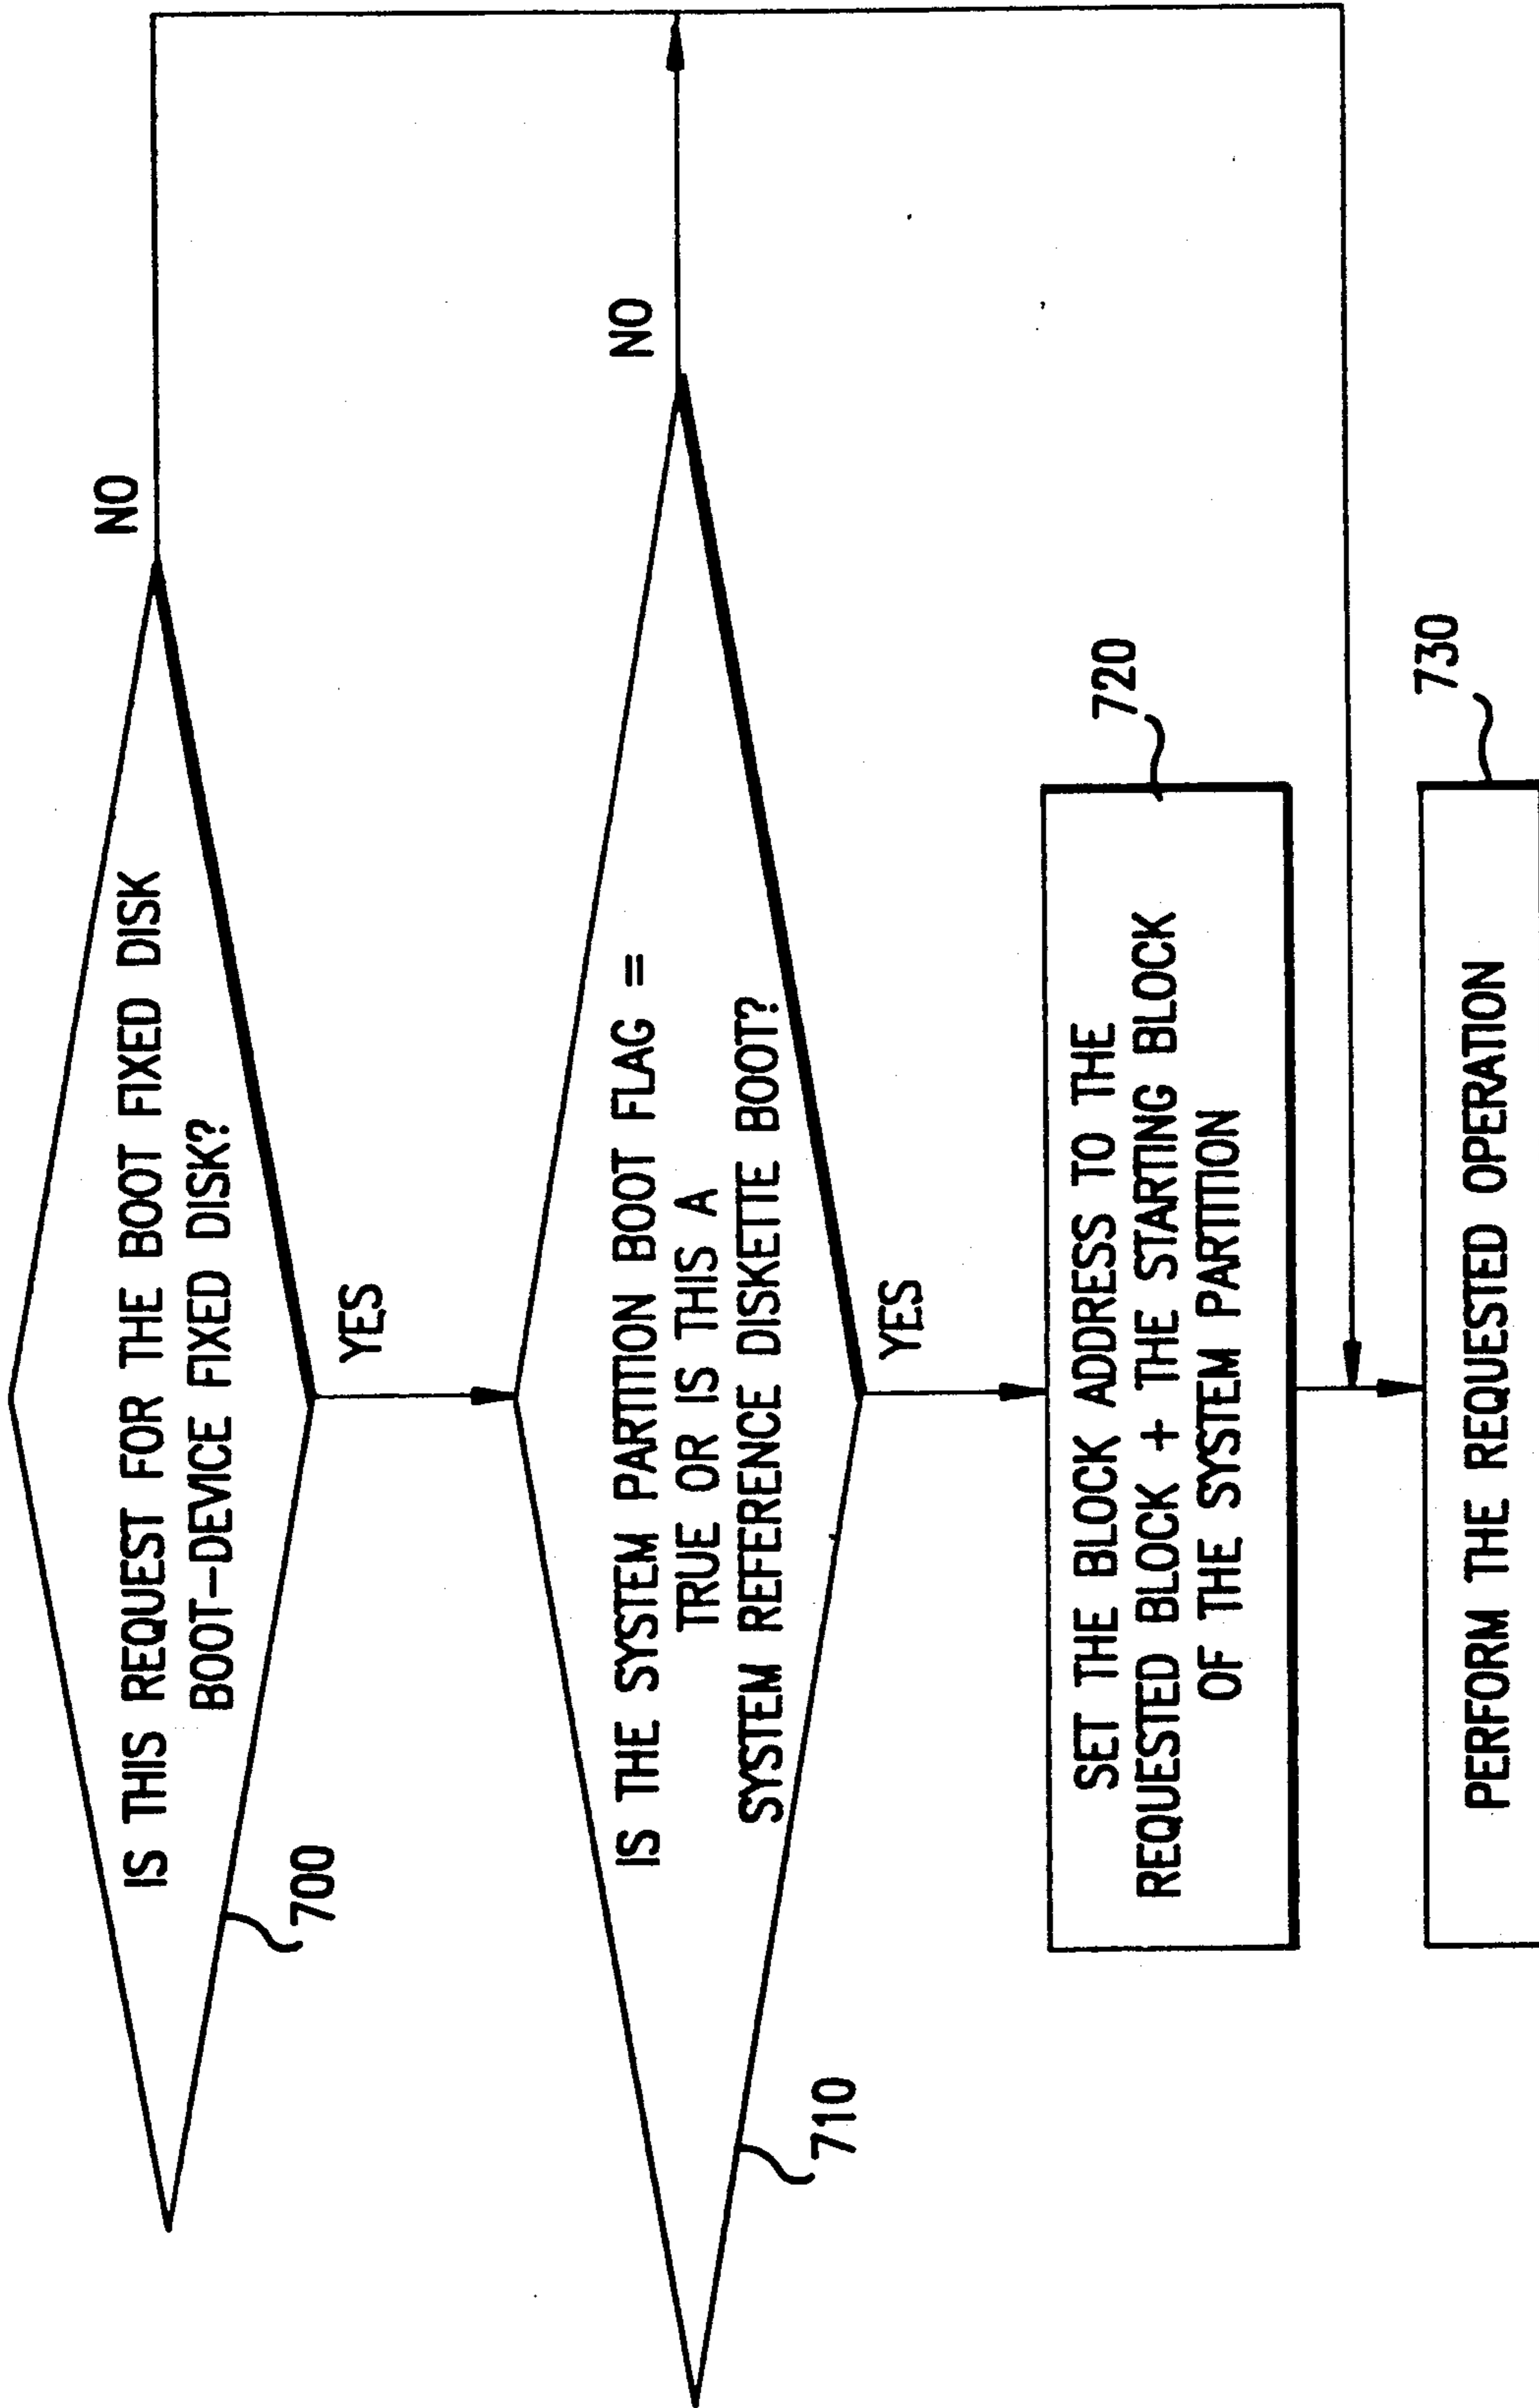 IS THIS REQUEST FOR THE BOOT FIXED DISK
BOOT-DEVICE FIXED DISK?
NO
700
YES
IS THE SYSTEM PARTITION BOOT FLAG =
TRUE OR IS THIS A
SYSTEM REFERENCE DISKETTE BOOT?
NO
710
YES
720
SET THE BLOCK ADDRESS TO THE
REQUESTED BLOCK + THE STARTING BLOCK
OF THE SYSTEM PARTITION
730
PERFORM THE REQUESTED OPERATION